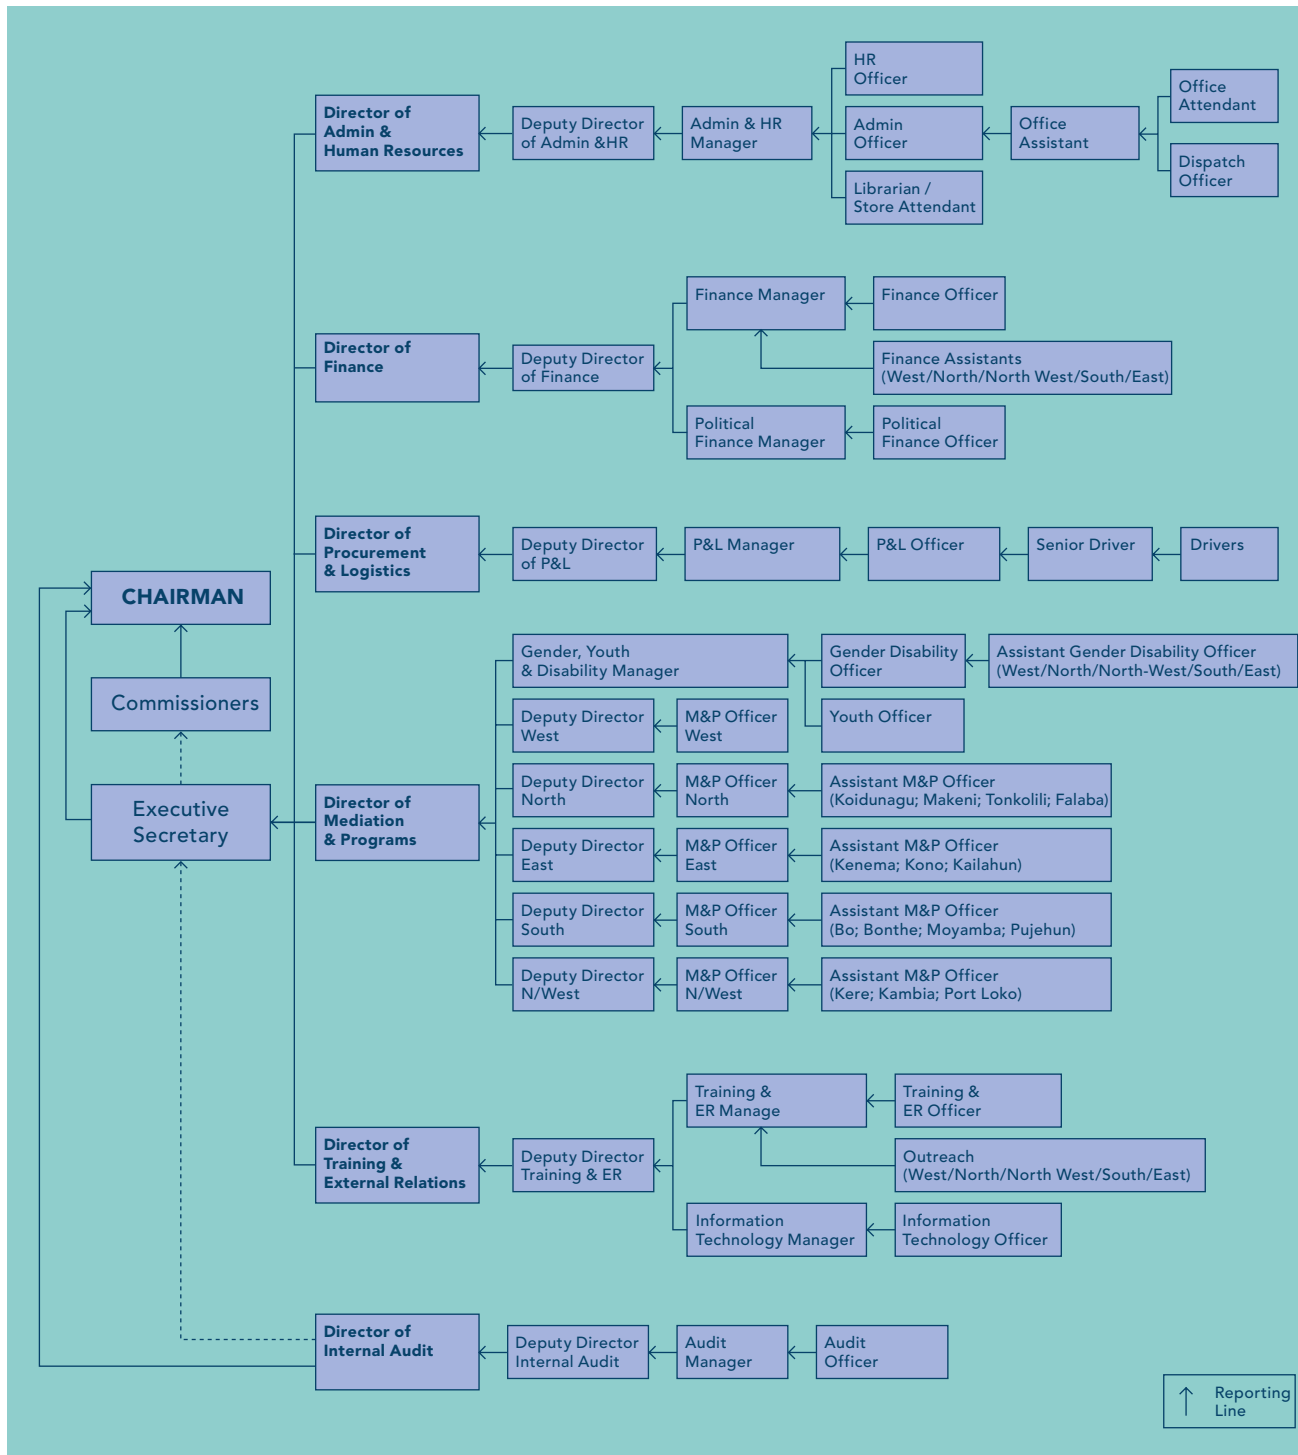 HR
Officer
Office
Attendant
Director of
Admin &
Human Resources
Deputy Director
of Admin &HR
Admin & HR
Manager
Admin
Officer
Office
Assistant
Dispatch
Officer
Librarian /
Store Attendant
Finance Manager
Finance Officer
Director of
Finance
Deputy Director
of Finance
Finance Assistants
(West/North/North West/South/East)
Political
Finance Manager
Political
Finance Officer
Director of
Procurement
& Logistics
Deputy Director
of P&L
P&L Manager
P&L Officer
Senior Driver
Drivers
CHAIRMAN
Commissioners
Executive
Secretary
Director of
Mediation
& Programs
Gender, Youth
& Disability Manager
Gender Disability
Officer
Assistant Gender Disability Officer
(West/North/North-West/South/East)
Youth Officer
Deputy Director
West
M&P Officer
West
Deputy Director
North
M&P Officer
North
Assistant M&P Officer
(Koidunagu; Makeni; Tonkolili; Falaba)
Deputy Director
East
M&P Officer
East
Assistant M&P Officer
(Kenema; Kono; Kailahun)
Deputy Director
South
M&P Officer
South
Assistant M&P Officer
(Bo; Bonthe; Moyamba; Pujehun)
Deputy Director
N/West
M&P Officer
N/West
Assistant M&P Officer
(Kere; Kambia; Port Loko)
Training &
ER Manage
Training &
ER Officer
Director of
Training &
External Relations
Deputy Director
Training & ER
Outreach
(West/North/North West/South/East)
Information
Technology Manager
Information
Technology Officer
Director of
Internal Audit
Deputy Director
Internal Audit
Audit
Manager
Audit
Officer
Reporting
Line